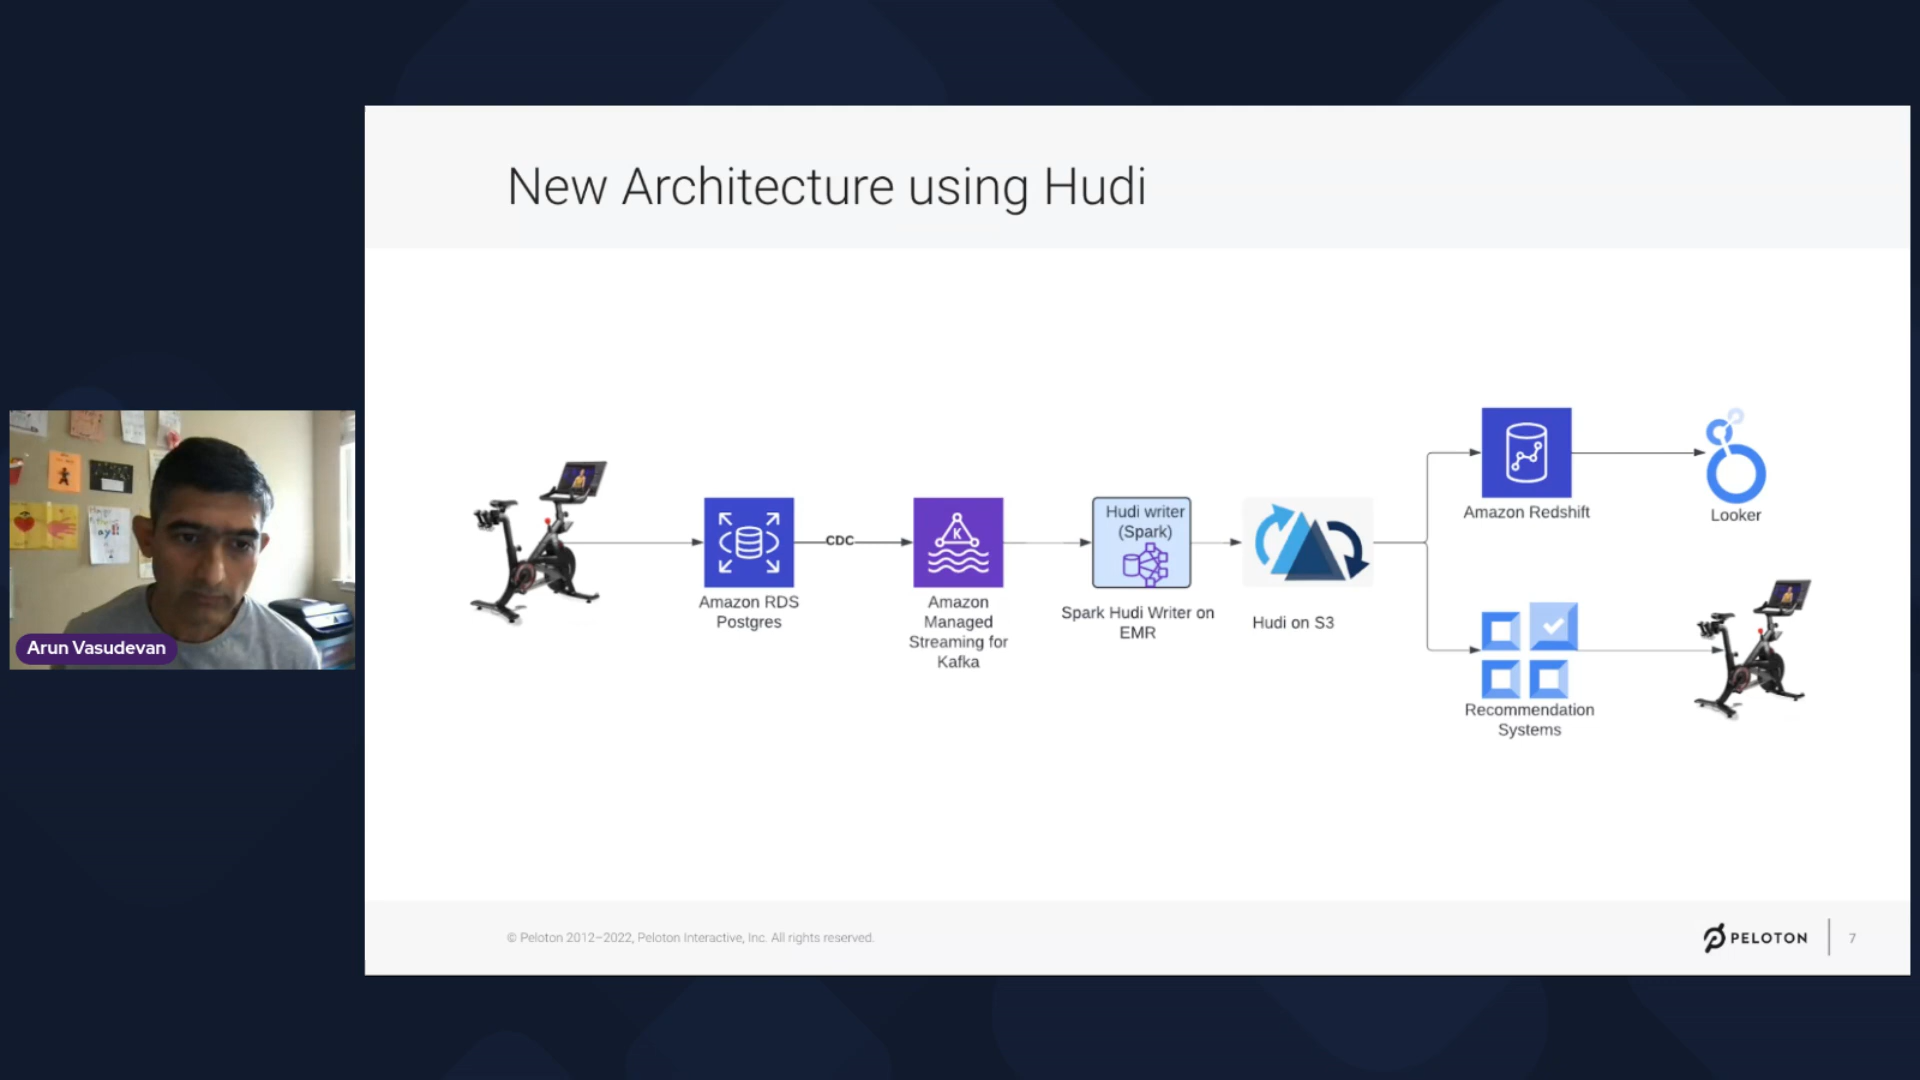 New Architecture using Hudi
Amazon RDS
Postgres
CDC
K
Amazon
Managed
Streaming for
Kafka
Hudi writer
(Spark)
Spark Hudi Writer on
EMR
Hudi on S3
Amazon Redshift
Looker
Recommendation
Systems
Arun Vasudevan
© Peloton 2012–2022, Peloton Interactive, Inc. All rights reserved.
PELOTON
7